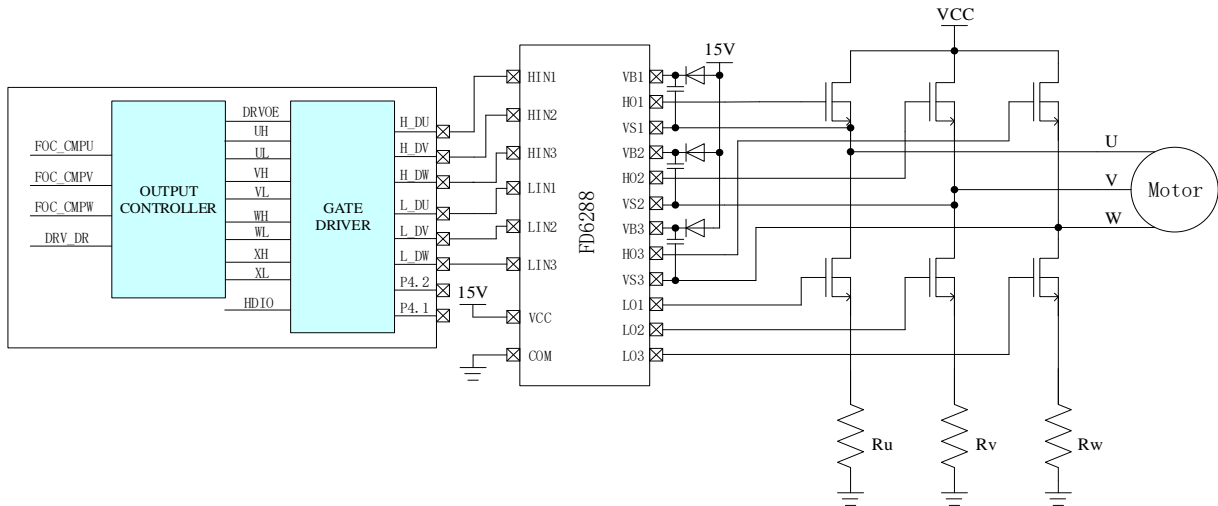 VCC
15V
HIN1
VB1
DRVOE
H_DU
HIN2
HO1
UH
U
FOC_CMPU
VS1
UL
H_DV
HIN3
VB2
FOC_CMPV
VH
H_DW
LIN1
HO2
V
Motor
OUTPUT
CONTROLLER
VL
GATE
DRIVER
FD6288
FOC_CMPW
WH
L_DU
LIN2
VS2
W
DRV_DR
WL
L_DV
VB3
XH
L_DW
LIN3
HO3
XL
P4.2
VS3
HDIO
P4.1
15V
VCC
LO1
LO2
COM
LO3
Ru
Rv
Rw